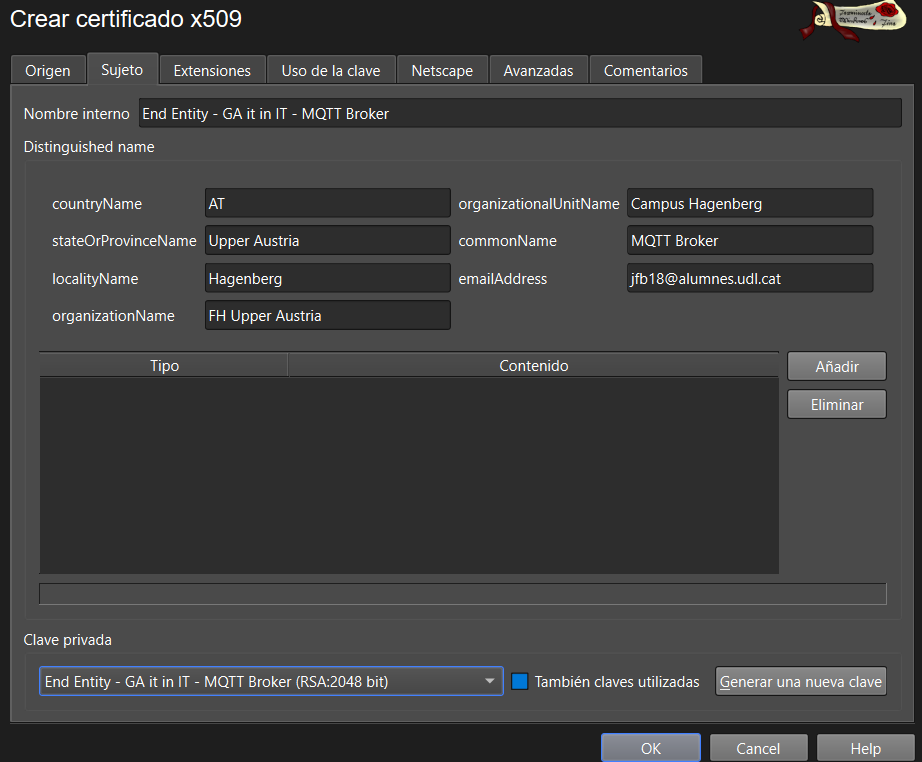 Crear certificado x509
Origen Sujeto Extensiones Uso de la clave Netscape Avanzadas Comentarios
Nombre interno End Entity - GA it in IT - MQTT Broker
Distinguished name
countryName AT organizationalUnitName Campus Hagenberg
stateOrProvinceName Upper Austria commonName MQTT Broker
localityName Hagenberg emailAddress jfb18@alumnes.udl.cat
organizationName FH Upper Austria
Tipo Contenido Añadir
Eliminar
Clave privada
End Entity - GA it in IT - MQTT Broker (RSA:2048 bit) También claves utilizadas Generar una nueva clave
OK Cancel Help